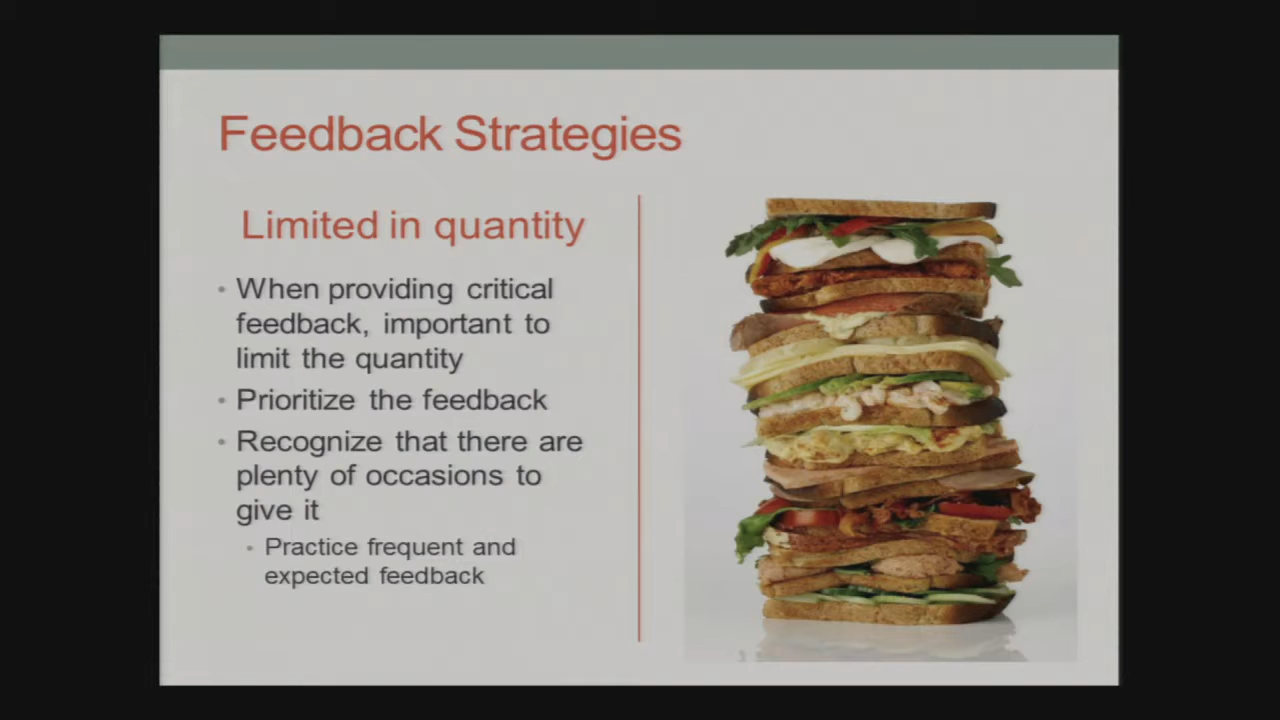 Feedback Strategies
Limited in quantity
• When providing critical
feedback, important to
limit the quantity
• Prioritize the feedback
• Recognize that there are
plenty of occasions to
give it
• Practice frequent and
expected feedback